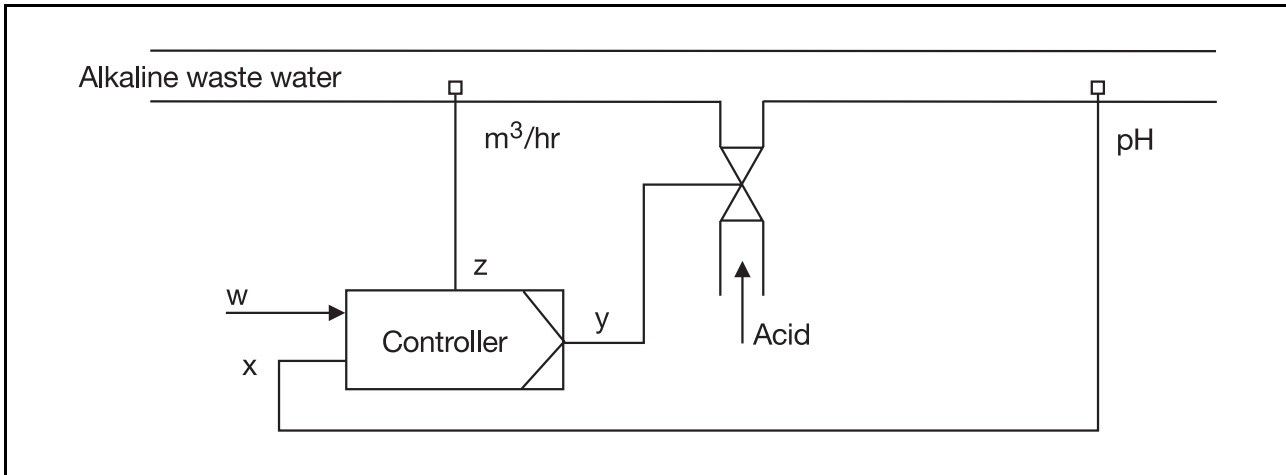 Alkaline waste water
m³/hr
pH
z
w
Controller
y
Acid
x